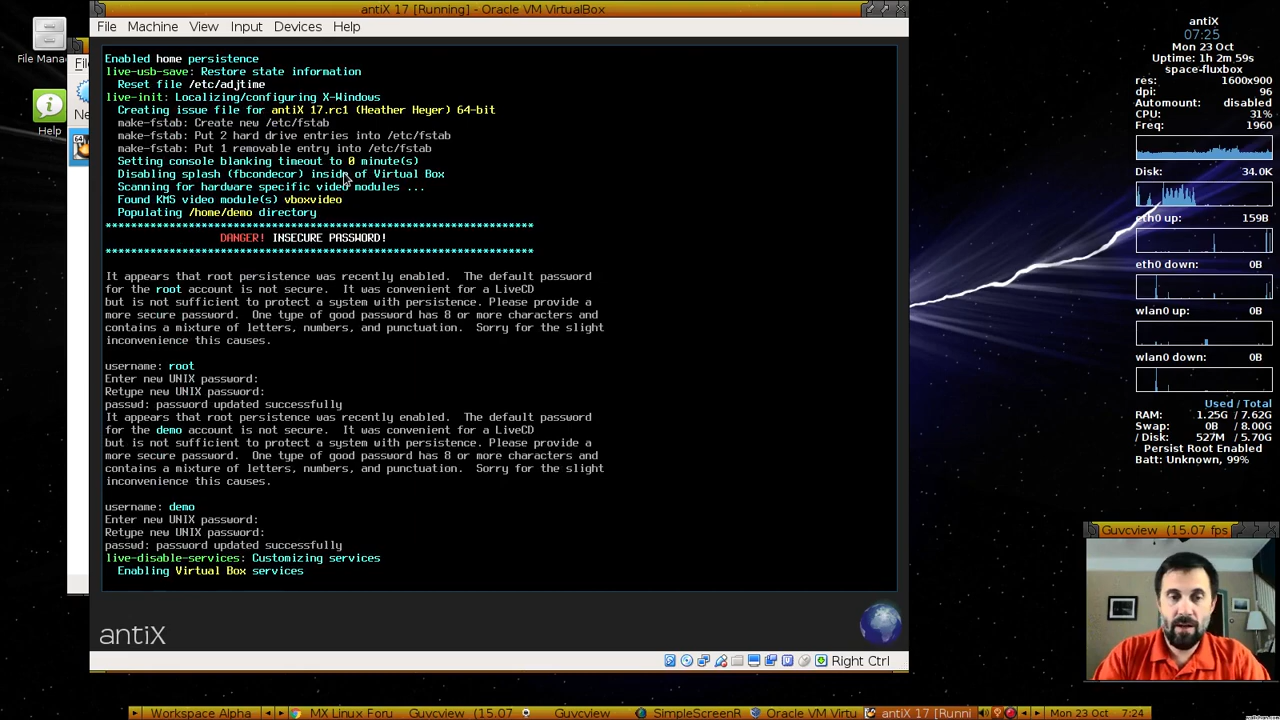 antiX 17 [Running] - Oracle VM VirtualBox
File Machine View Input Devices Help
File Mana
Help
Fi
Ne
64
Enabled home persistence
live-usb-save: Restore state information
Reset file /etc/adjtime
live-init: Localizing/configuring X-Windows
Creating issue file for antiX 17.rc1 (Heather Heyer) 64-bit
make-fstab: Create new /etc/fstab
make-fstab: Put 2 hard drive entries into /etc/fstab
make-fstab: Put 1 removable entry into /etc/fstab
Setting console blanking timeout to 0 minute(s)
Disabling splash (fbcondecor) inside of Virtual Box
Scanning for hardware specific video modules ...
Found KMS video module(s) vboxvideo
Populating /home/demo directory
*******************************************************************
DANGER! INSECURE PASSWORD!
*******************************************************************
It appears that root persistence was recently enabled. The default password
for the root account is not secure. It was convenient for a LiveCD
but is not sufficient to protect a system with persistence. Please provide a
more secure password. One type of good password has 8 or more characters and
contains a mixture of letters, numbers, and punctuation. Sorry for the slight
inconvenience this causes.
username: root
Enter new UNIX password:
Retype new UNIX password:
passwd: password updated successfully
It appears that root persistence was recently enabled. The default password
for the demo account is not secure. It was convenient for a LiveCD
but is not sufficient to protect a system with persistence. Please provide a
more secure password. One type of good password has 8 or more characters and
contains a mixture of letters, numbers, and punctuation. Sorry for the slight
inconvenience this causes.
username: demo
Enter new UNIX password:
Retype new UNIX password:
passwd: password updated successfully
live-disable-services: Customizing services
Enabling Virtual Box services
antiX
Right Ctrl
antiX
07:25
Mon 23 Oct
Uptime: 1h 2m 59s
space-fluxbox
res: 1600x900
dpi: 96
Automount: disabled
CPU: 31%
Freq: 1960
Disk: 34.0K
eth0 up: 159B
eth0 down: 0B
wlan0 up: 0B
wlan0 down: 0B
Used / Total
RAM: 1.25G / 7.62G
Swap: 0B / 8.00G
/ Disk: 527M / 5.70G
Persist Root Enabled
Batt: Unknown, 99%
Guvcview (15.07 fps
Workspace Alpha MX Linux Foru Guvcview (15.07 Guvcview SimpleScreenR Oracle VM Virtu antiX 17 [Runni Mon 23 Oct 7:24